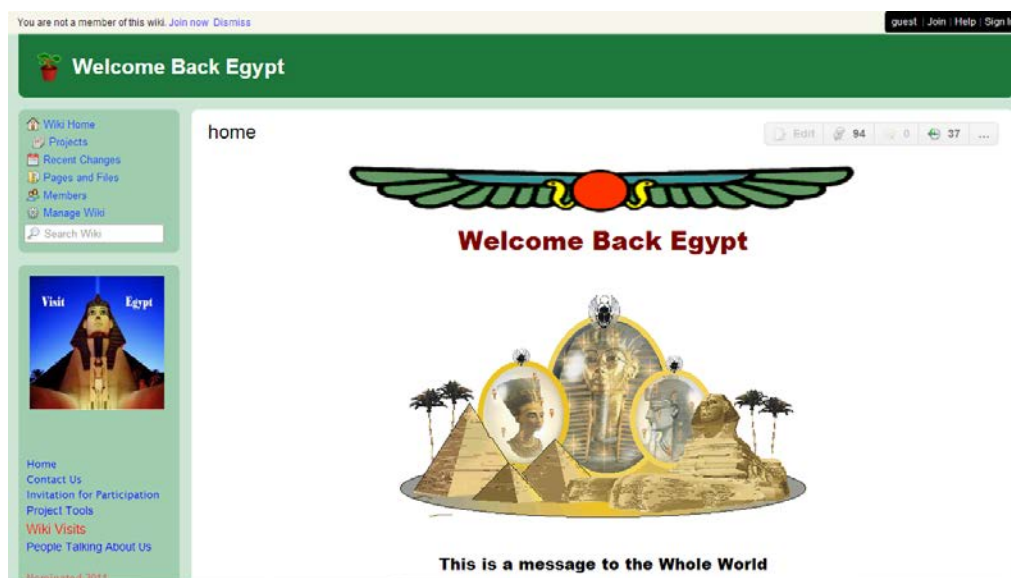 You are not a member of this wiki. Join now Dismiss
guest | Join | Help | Sign In
Welcome Back Egypt
Wiki Home
Projects
Recent Changes
Pages and Files
Members
Manage Wiki
Search Wiki
Visit Egypt
Home
Contact Us
Invitation for Participation
Project Tools
Wiki Visits
People Talking About Us
Nominated 2011
home
Edit 94 0 37 ...
Welcome Back Egypt
This is a message to the Whole World